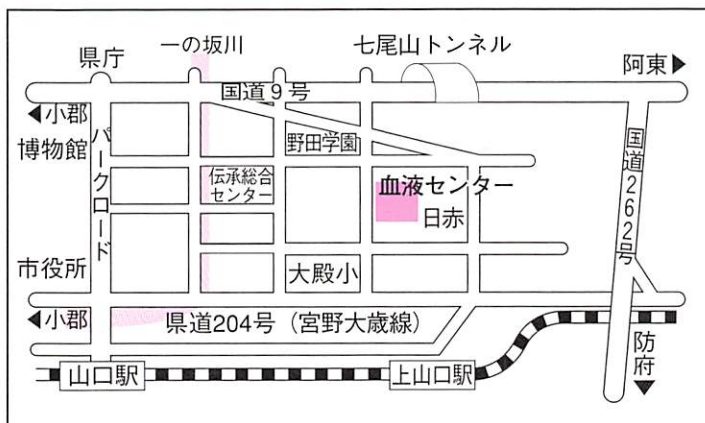 一の坂川
七尾山トンネル
県庁
阿東▶
国道9号
◀小郡
博物館
パークロード
野田学園
国道262号
伝承総合
センター
血液センター
日赤
市役所
大殿小
◀小郡
県道204号（宮野大歳線）
防府
▼
山口駅
上山口駅